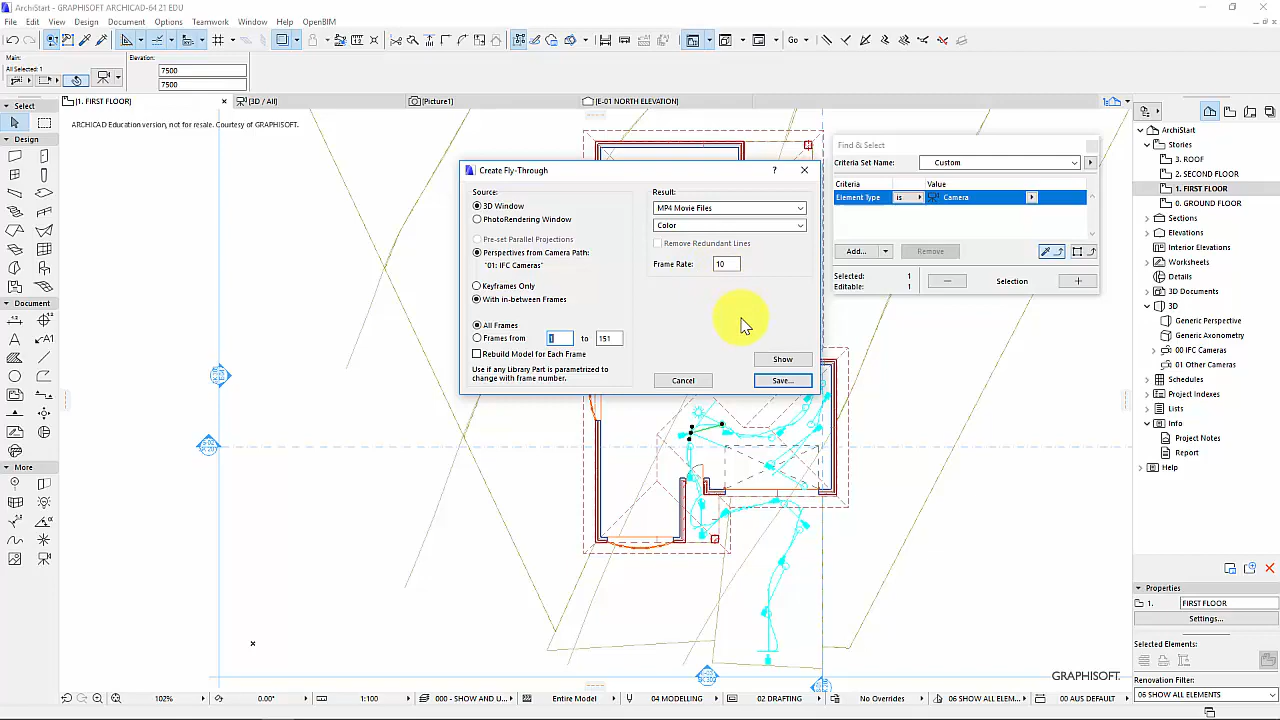 ArchiStart - GRAPHISOFT ARCHICAD-64 21 EDU
File Edit View Design Document Options Teamwork Window Help OpenBIM
Go
Main:
All Selected: 1
Elevation:
7500
7500
[1. FIRST FLOOR]
[3D / All]
[Picture1]
[E-01 NORTH ELEVATION]
ARCHICAD Education version, not for resale. Courtesy of GRAPHISOFT.
Select
Design
Document
More
Create Fly-Through
Source:
3D Window
PhotoRendering Window
Pre-set Parallel Projections
Perspectives from Camera Path:
"01: IFC Cameras"
Keyframes Only
With in-between Frames
All Frames
Frames from 1 to 151
Rebuild Model for Each Frame
Use if any Library Part is parametrized to
change with frame number.
Result:
MP4 Movie Files
Color
Remove Redundant Lines
Frame Rate: 10
Show
Cancel
Save...
Find & Select
Criteria Set Name: Custom
Criteria Value
Element Type is Camera
Add... Remove
Selected: 1
Editable: 1
Selection
ArchiStart
Stories
3. ROOF
2. SECOND FLOOR
1. FIRST FLOOR
0. GROUND FLOOR
Sections
Elevations
Interior Elevations
Worksheets
Details
3D Documents
3D
Generic Perspective
Generic Axonometry
00 IFC Cameras
01 Other Cameras
Schedules
Project Indexes
Lists
Info
Project Notes
Report
Help
Properties
1. FIRST FLOOR
Settings...
Selected Elements:
Renovation Filter:
06 SHOW ALL ELEMENTS
GRAPHISOFT.
102% 0.00° 1:100 000 - SHOW AND U... Entire Model 04 MODELLING 02 DRAFTING No Overrides 06 SHOW ALL ELEM... 00 AUS DEFAULT